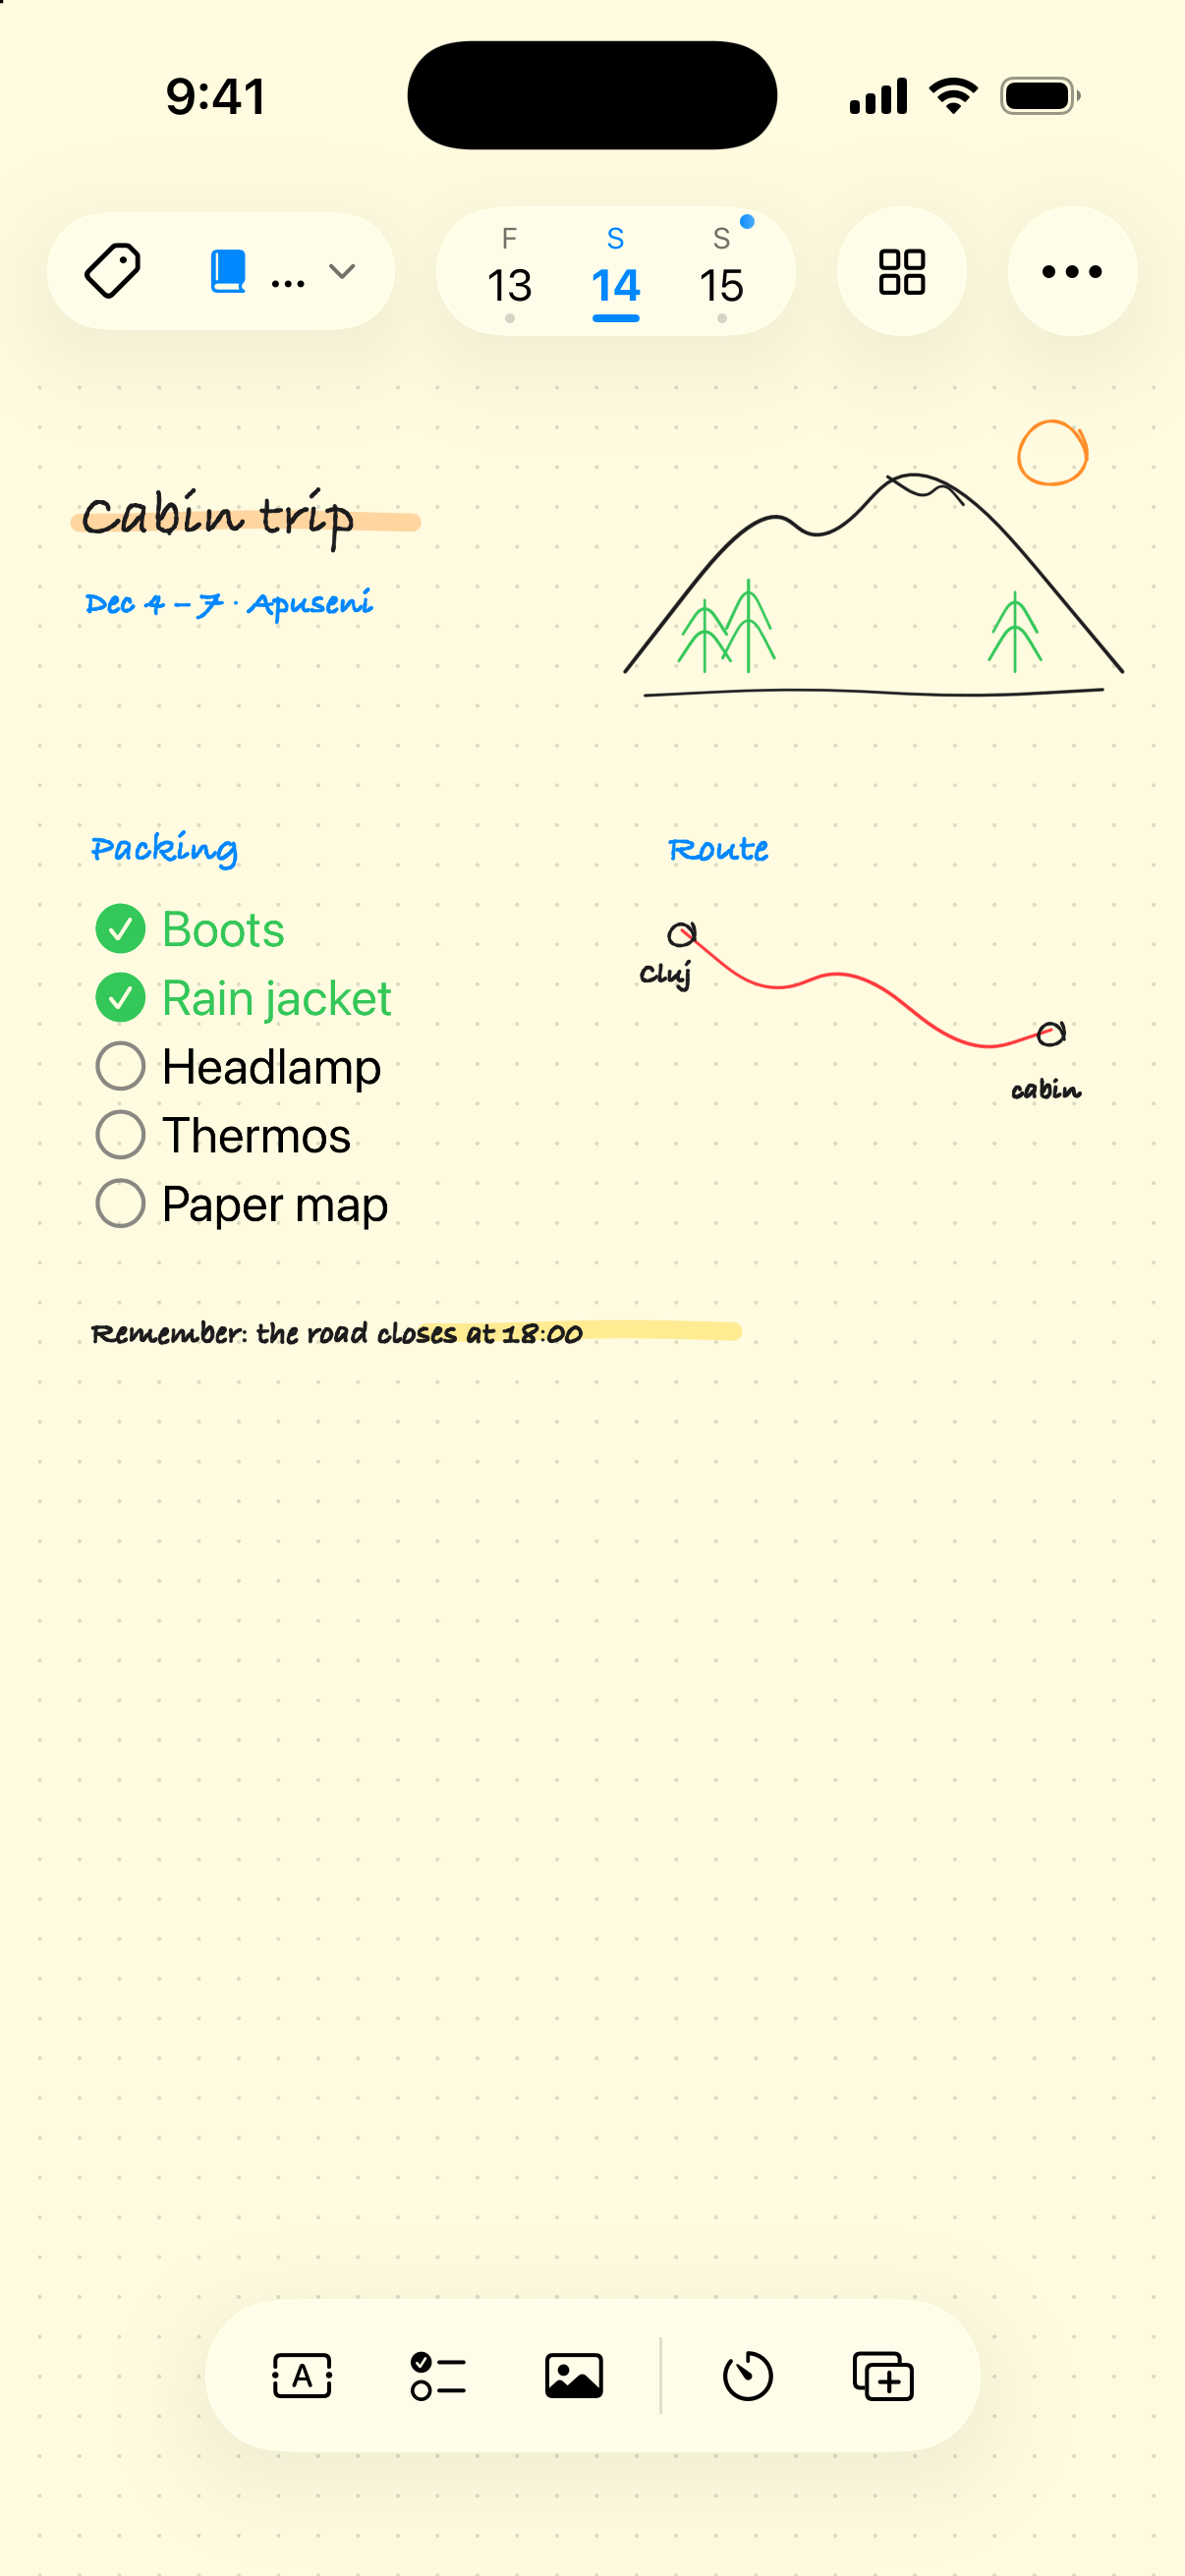 9:41
F S S
13 14 15
Cabin trip
Dec 4 – 7 · Apuseni
Packing
Boots
Rain jacket
Headlamp
Thermos
Paper map
Route
Cluj
cabin
Remember: the road closes at 18:00
A